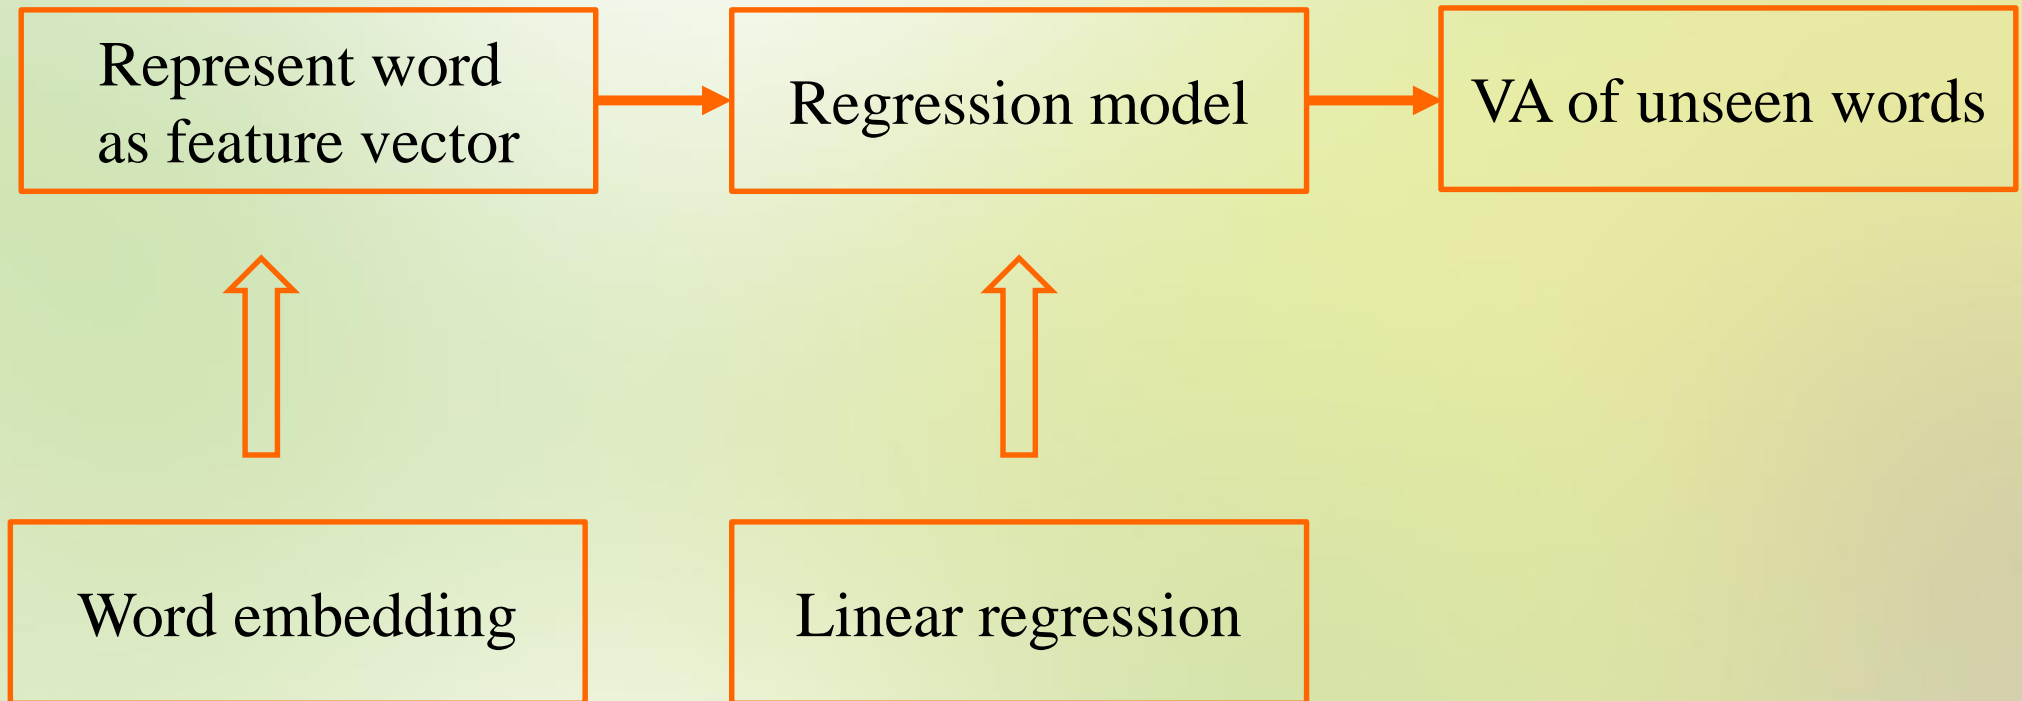 Represent word
as feature vector
Regression model
VA of unseen words
Word embedding
Linear regression